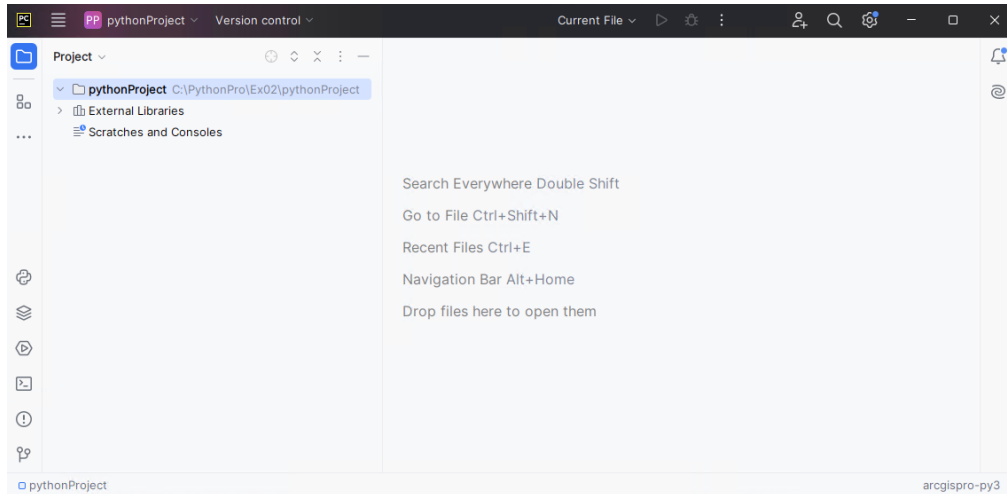 PC PP pythonProject Version control Current File
Project
pythonProject C:\PythonPro\Ex02\pythonProject
External Libraries
Scratches and Consoles
Search Everywhere Double Shift
Go to File Ctrl+Shift+N
Recent Files Ctrl+E
Navigation Bar Alt+Home
Drop files here to open them
pythonProject arcgispro-py3